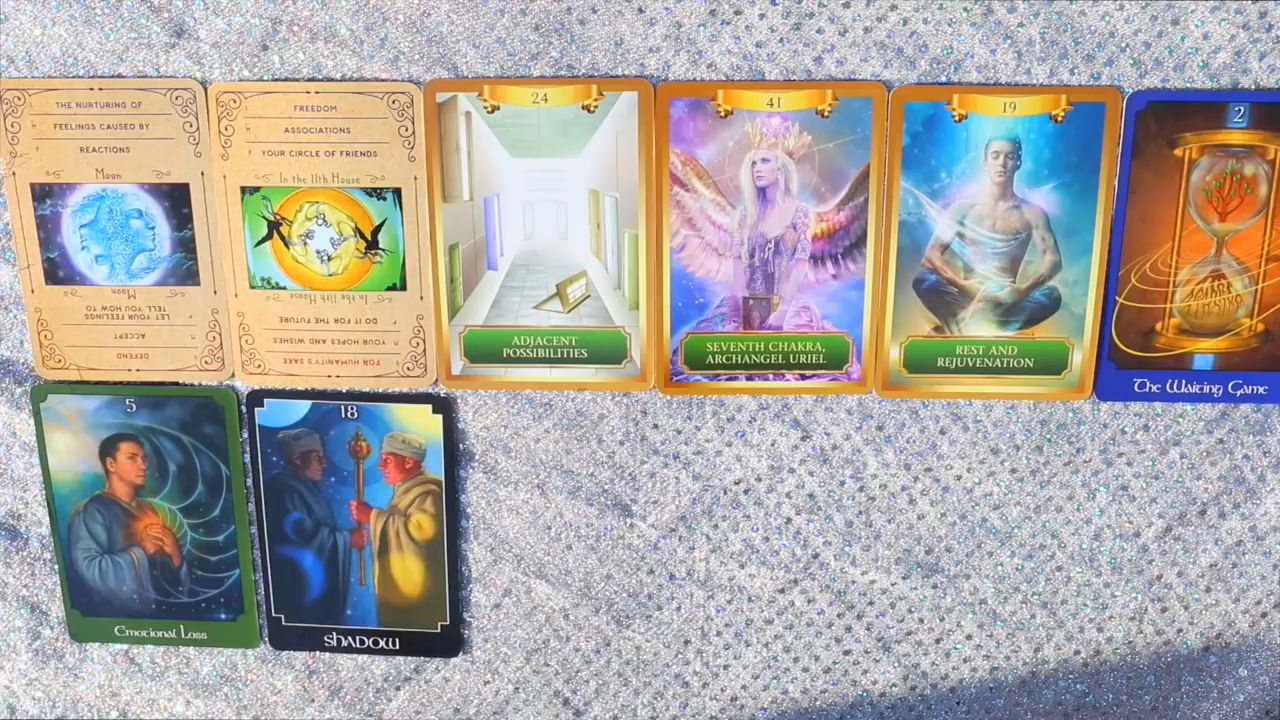 THE NURTURING OF
FEELINGS CAUSED BY
REACTIONS
Moon
Moon
LET YOUR FEELINGS
TELL YOU HOW TO
ACCEPT
DEFEND
FREEDOM
ASSOCIATIONS
YOUR CIRCLE OF FRIENDS
In the 11th House
In the 11th House
DO IT FOR THE FUTURE
YOUR HOPES AND WISHES
FOR HUMANITY'S SAKE
24
ADJACENT
POSSIBILITIES
41
SEVENTH CHAKRA,
ARCHANGEL URIEL
19
REST AND
REJUVENATION
2
The Waiting Game
5
Emotional Loss
18
SHADOW